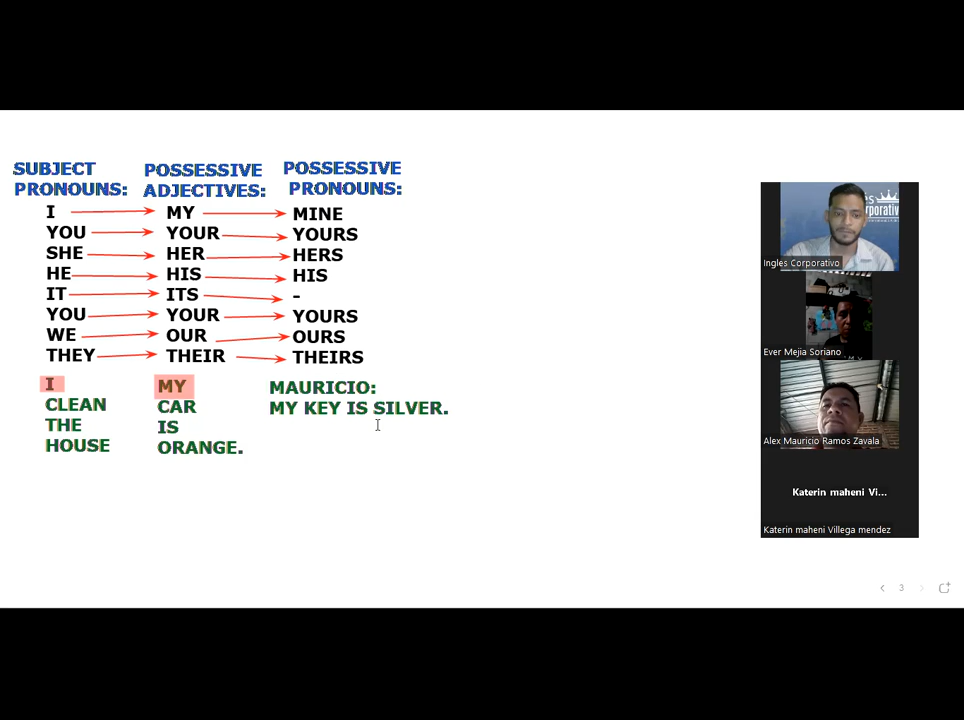 SUBJECT
PRONOUNS:
I
YOU
SHE
HE
IT
YOU
WE
THEY
POSSESSIVE
ADJECTIVES:
MY
YOUR
HER
HIS
ITS
YOUR
OUR
THEIR
POSSESSIVE
PRONOUNS:
MINE
YOURS
HERS
HIS
-
YOURS
OURS
THEIRS
I
CLEAN
THE
HOUSE
MY
CAR
IS
ORANGE.
MAURICIO:
MY KEY IS SILVER.
Ingles Corporativo
Ever Mejia Soriano
Alex Mauricio Ramos Zavala
Katerin maheni Vi...
Katerin maheni Villega mendez
3